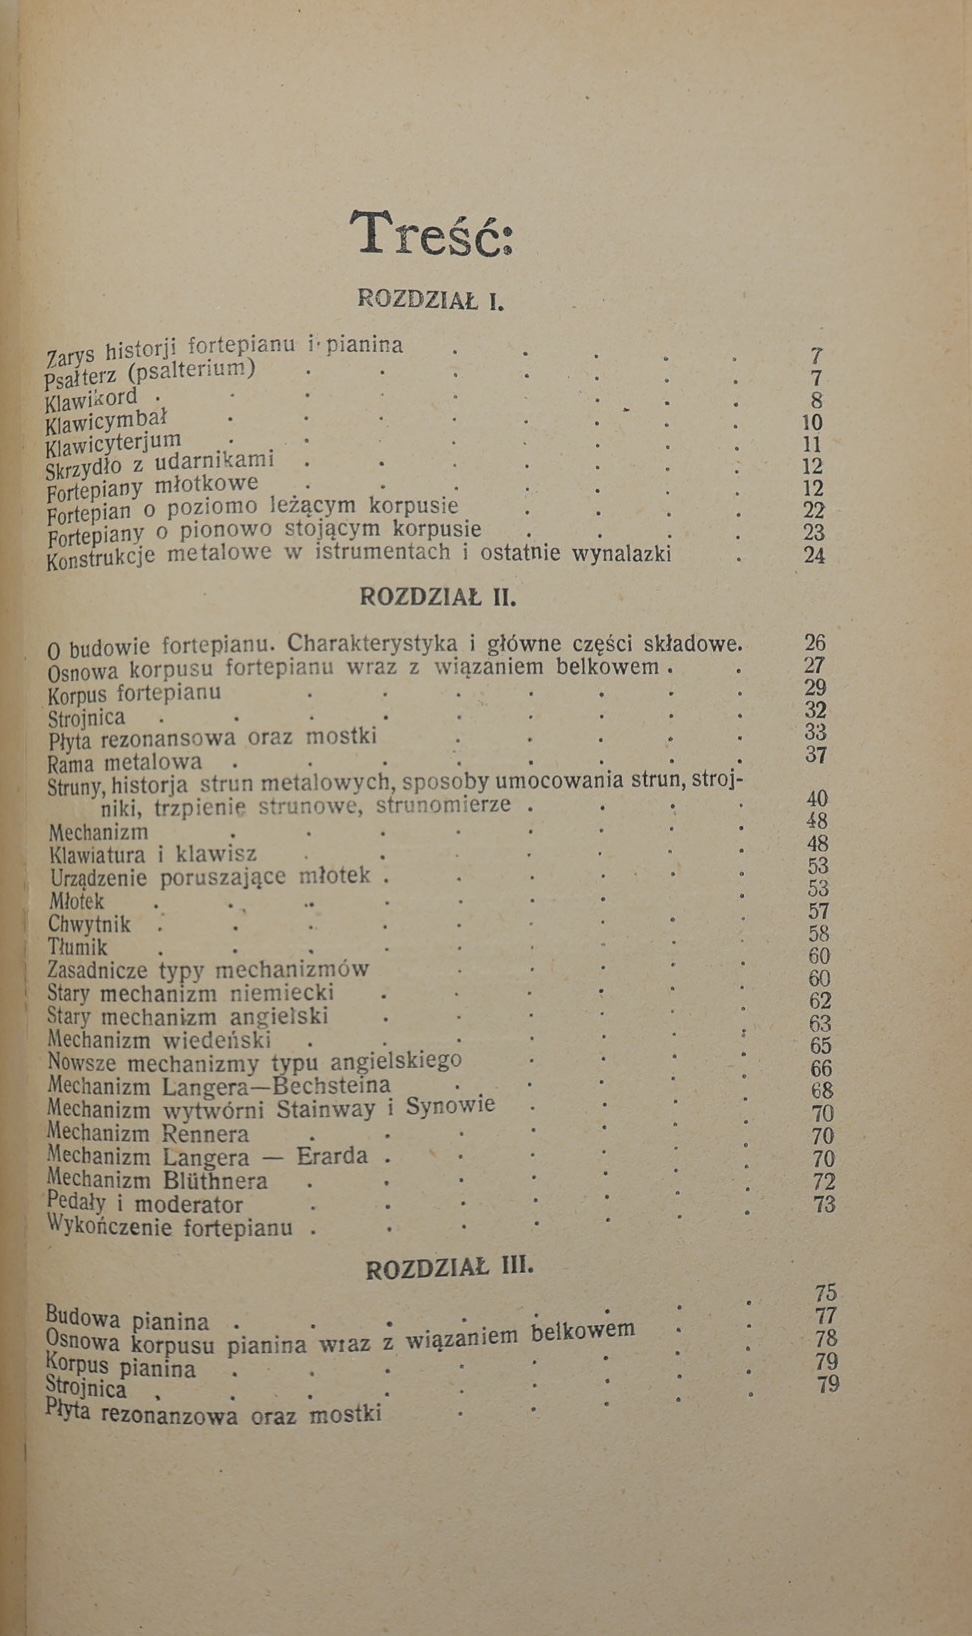 Treść:
ROZDZIAŁ I.
Zarys historji fortepianu i pianina . . . . . 7
Psałterz (psalterium) . . . . . . . 7
Klawikord . . . . . . . . . 8
Klawicymbał . . . . . . . . 10
Klawicyterjum . . . . . . . . 11
Skrzydło z udarnikami . . . . . . . 12
Fortepiany młotkowe . . . . . . . 12
Fortepian o poziomo leżącym korpusie . . . . 22
Fortepiany o pionowo stojącym korpusie . . . . 23
Konstrukcje metalowe w istrumentach i ostatnie wynalazki . 24
ROZDZIAŁ II.
O budowie fortepianu. Charakterystyka i główne części składowe. 26
Osnowa korpusu fortepianu wraz z wiązaniem belkowem . . 27
Korpus fortepianu . . . . . . . 29
Strojnica . . . . . . . . . 32
Płyta rezonansowa oraz mostki . . . . . 33
Rama metalowa . . . . . . . . 37
Struny, historja strun metalowych, sposoby umocowania strun, stroj-
niki, trzpienie strunowe, strunomierze . . . . 40
Mechanizm . . . . . . . . 48
Klawiatura i klawisz . . . . . . . 48
Urządzenie poruszające młotek . . . . . . 53
Młotek . . . . . . . . . 53
Chwytnik . . . . . . . . . 57
Tłumik . . . . . . . . . 58
Zasadnicze typy mechanizmów . . . . . 60
Stary mechanizm niemiecki . . . . . . 60
Stary mechanizm angielski . . . . . . 62
Mechanizm wiedeński . . . . . . . 63
Nowsze mechanizmy typu angielskiego . . . . 65
Mechanizm Langera—Bechsteina . . . . . 66
Mechanizm wytwórni Stainway i Synowie . . . . 68
Mechanizm Rennera . . . . . . . 70
Mechanizm Langera — Erarda . . . . . . 70
Mechanizm Blüthnera . . . . . . . 70
Pedały i moderator . . . . . . . 72
Wykończenie fortepianu . . . . . . . 73
ROZDZIAŁ III.
Budowa pianina . . . . . . . . 75
Osnowa korpusu pianina wraz z wiązaniem belkowem . . 77
Korpus pianina . . . . . . . . 78
Strojnica . . . . . . . . . 79
Płyta rezonanzowa oraz mostki . . . . . 79